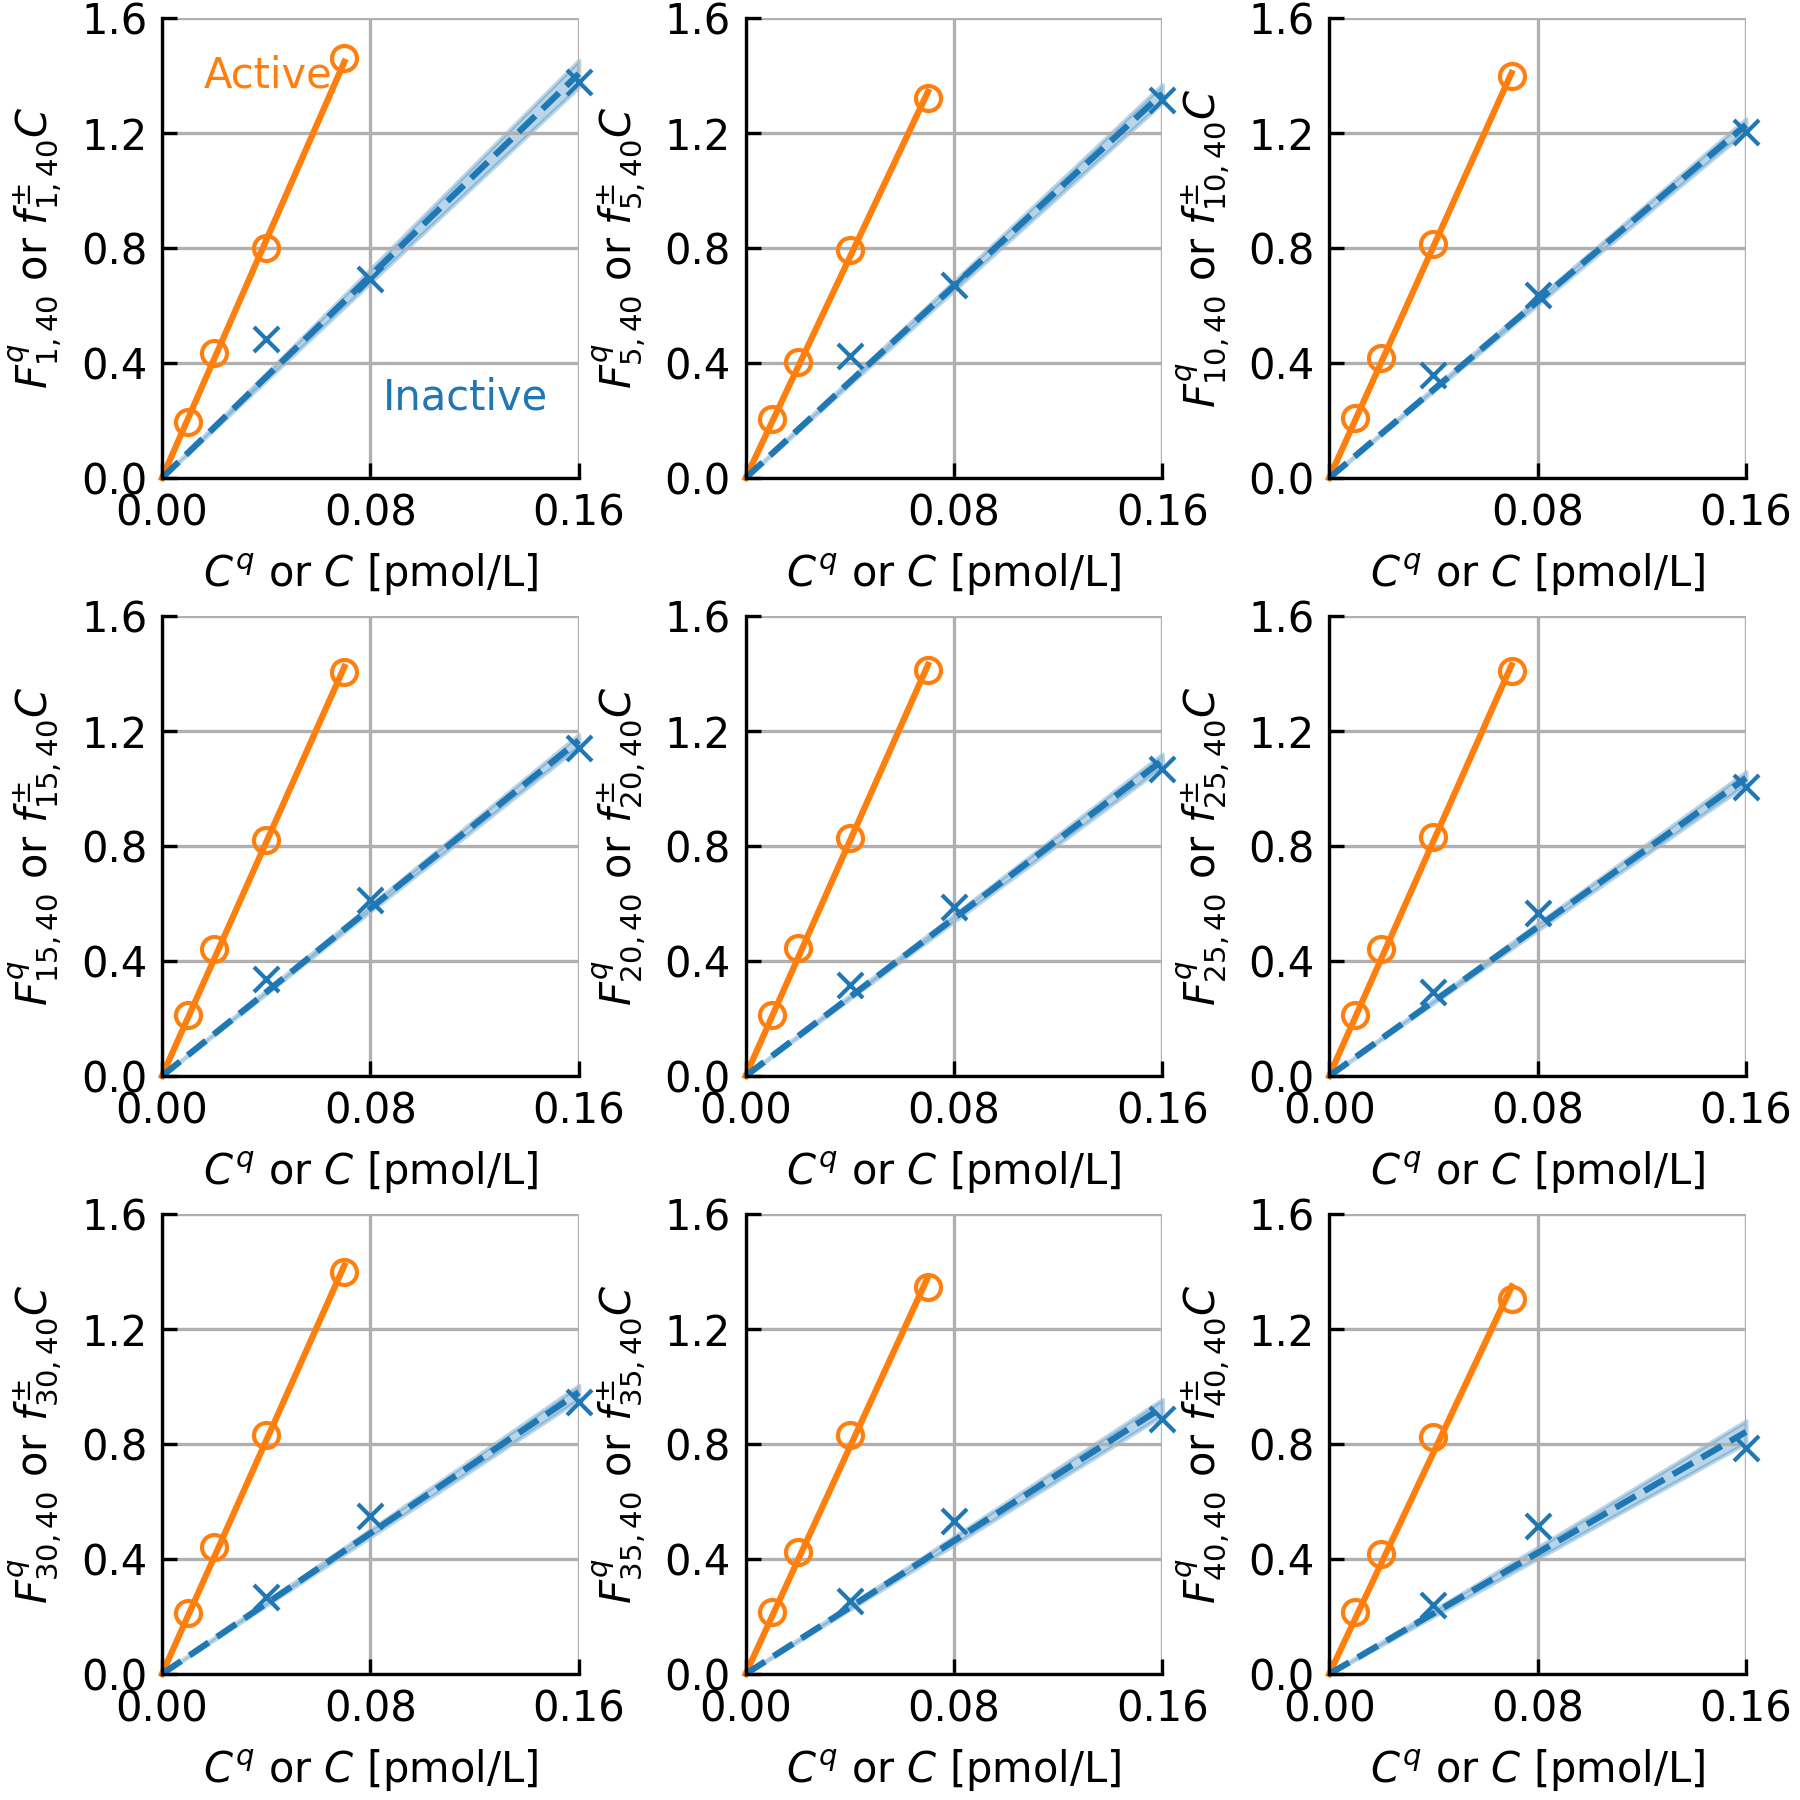 1.6
1.2
0.8
0.4
0.0
0.00 0.08 0.16
F^q_{1, 40} or f^±_{1, 40}C
C^q or C [pmol/L]
Active
Inactive
1.6
1.2
0.8
0.4
0.0
0.08 0.16
F^q_{5, 40} or f^±_{5, 40}C
C^q or C [pmol/L]
1.6
1.2
0.8
0.4
0.0
0.08 0.16
F^q_{10, 40} or f^±_{10, 40}C
C^q or C [pmol/L]
1.6
1.2
0.8
0.4
0.0
0.00 0.08 0.16
F^q_{15, 40} or f^±_{15, 40}C
C^q or C [pmol/L]
1.6
1.2
0.8
0.4
0.0
0.00 0.08 0.16
F^q_{20, 40} or f^±_{20, 40}C
C^q or C [pmol/L]
1.6
1.2
0.8
0.4
0.0
0.00 0.08 0.16
F^q_{25, 40} or f^±_{25, 40}C
C^q or C [pmol/L]
1.6
1.2
0.8
0.4
0.0
0.00 0.08 0.16
F^q_{30, 40} or f^±_{30, 40}C
C^q or C [pmol/L]
1.6
1.2
0.8
0.4
0.0
0.00 0.08 0.16
F^q_{35, 40} or f^±_{35, 40}C
C^q or C [pmol/L]
1.6
1.2
0.8
0.4
0.0
0.00 0.08 0.16
F^q_{40, 40} or f^±_{40, 40}C
C^q or C [pmol/L]